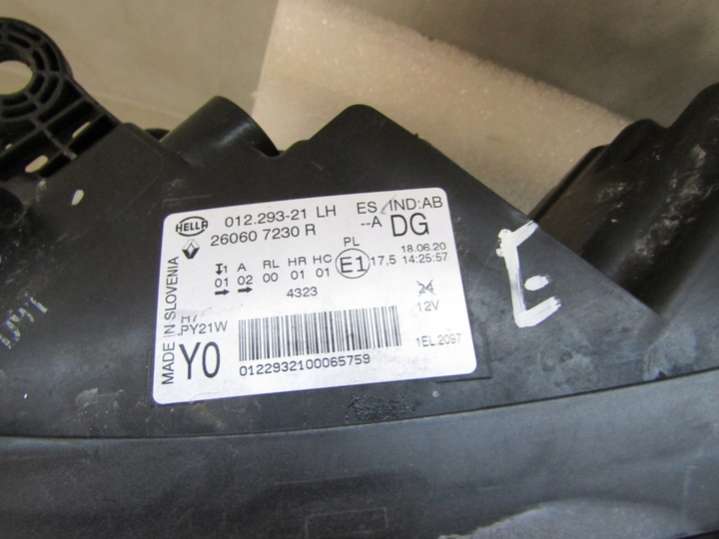 HELLA 012.293-21 LH ES IND:AB
26060 7230 R --A DG
PL 18.06.20
1 A RL HR HC E1 17,5 14:25:57
01 02 00 01 01
4323 24
H7 12V
PY21W
1EL.2097
Y0
0122932100065759
MADE IN SLOVENIA
E